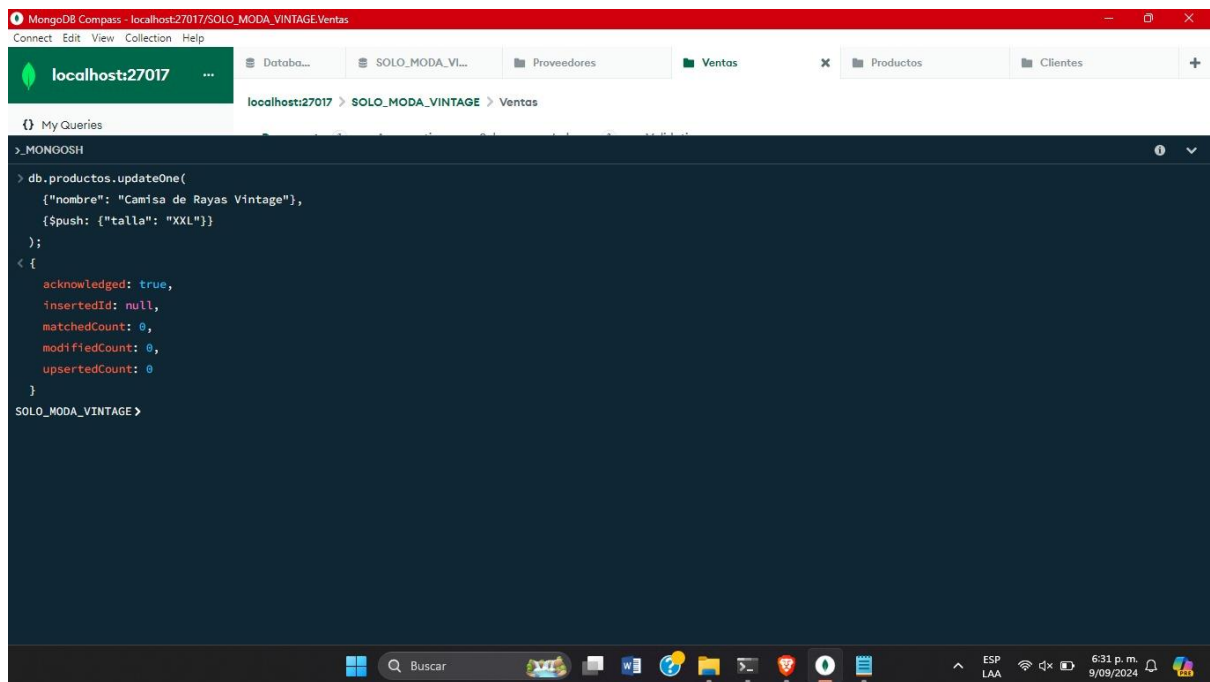 MongoDB Compass - localhost:27017/SOLO_MODA_VINTAGE.Ventas
Connect Edit View Collection Help
localhost:27017 ...
Databa...
SOLO_MODA_VI...
Proveedores
Ventas
Productos
Clientes
localhost:27017 > SOLO_MODA_VINTAGE > Ventas
{} My Queries
>_MONGOSH
> db.productos.updateOne(
{"nombre": "Camisa de Rayas Vintage"},
{$push: {"talla": "XXL"}}
);
< {
acknowledged: true,
insertedId: null,
matchedCount: 0,
modifiedCount: 0,
upsertedCount: 0
}
SOLO_MODA_VINTAGE>
Buscar
ESP
LAA
6:31 p. m.
9/09/2024